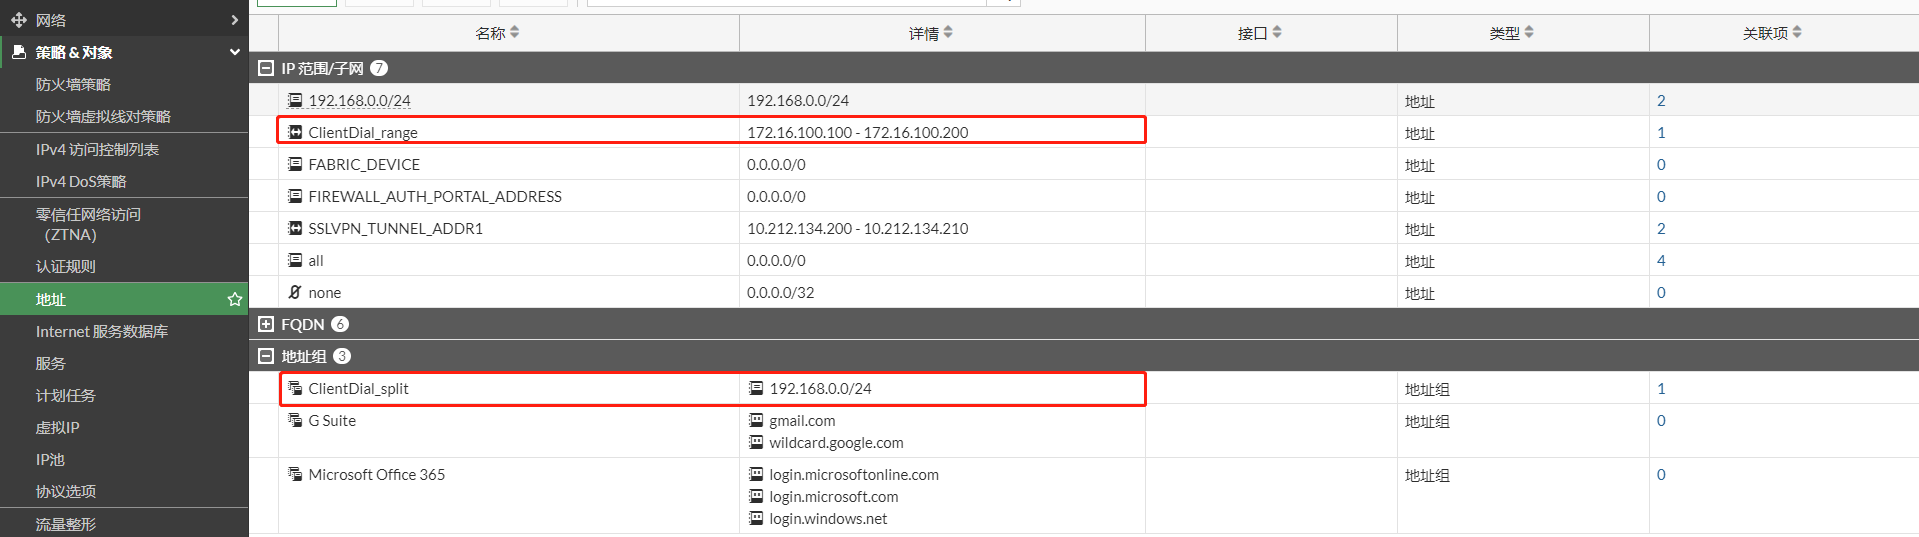 网络
策略 & 对象
防火墙策略
防火墙虚拟线对策略
IPv4 访问控制列表
IPv4 DoS策略
零信任网络访问
（ZTNA）
认证规则
地址
Internet 服务数据库
服务
计划任务
虚拟IP
IP池
协议选项
流量整形
名称 详情 接口 类型 关联项
IP 范围/子网 7
192.168.0.0/24 192.168.0.0/24 地址 2
ClientDial_range 172.16.100.100 - 172.16.100.200 地址 1
FABRIC_DEVICE 0.0.0.0/0 地址 0
FIREWALL_AUTH_PORTAL_ADDRESS 0.0.0.0/0 地址 0
SSLVPN_TUNNEL_ADDR1 10.212.134.200 - 10.212.134.210 地址 2
all 0.0.0.0/0 地址 4
none 0.0.0.0/32 地址 0
FQDN 6
地址组 3
ClientDial_split 192.168.0.0/24 地址组 1
G Suite gmail.com 地址组 0
wildcard.google.com
Microsoft Office 365 login.microsoftonline.com 地址组 0
login.microsoft.com
login.windows.net